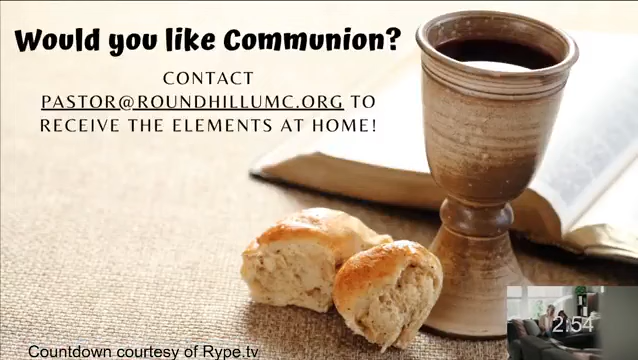 Would you like Communion?
CONTACT
PASTOR@ROUNDHILLUMC.ORG TO
RECEIVE THE ELEMENTS AT HOME!
2:54
Countdown courtesy of Rype.tv